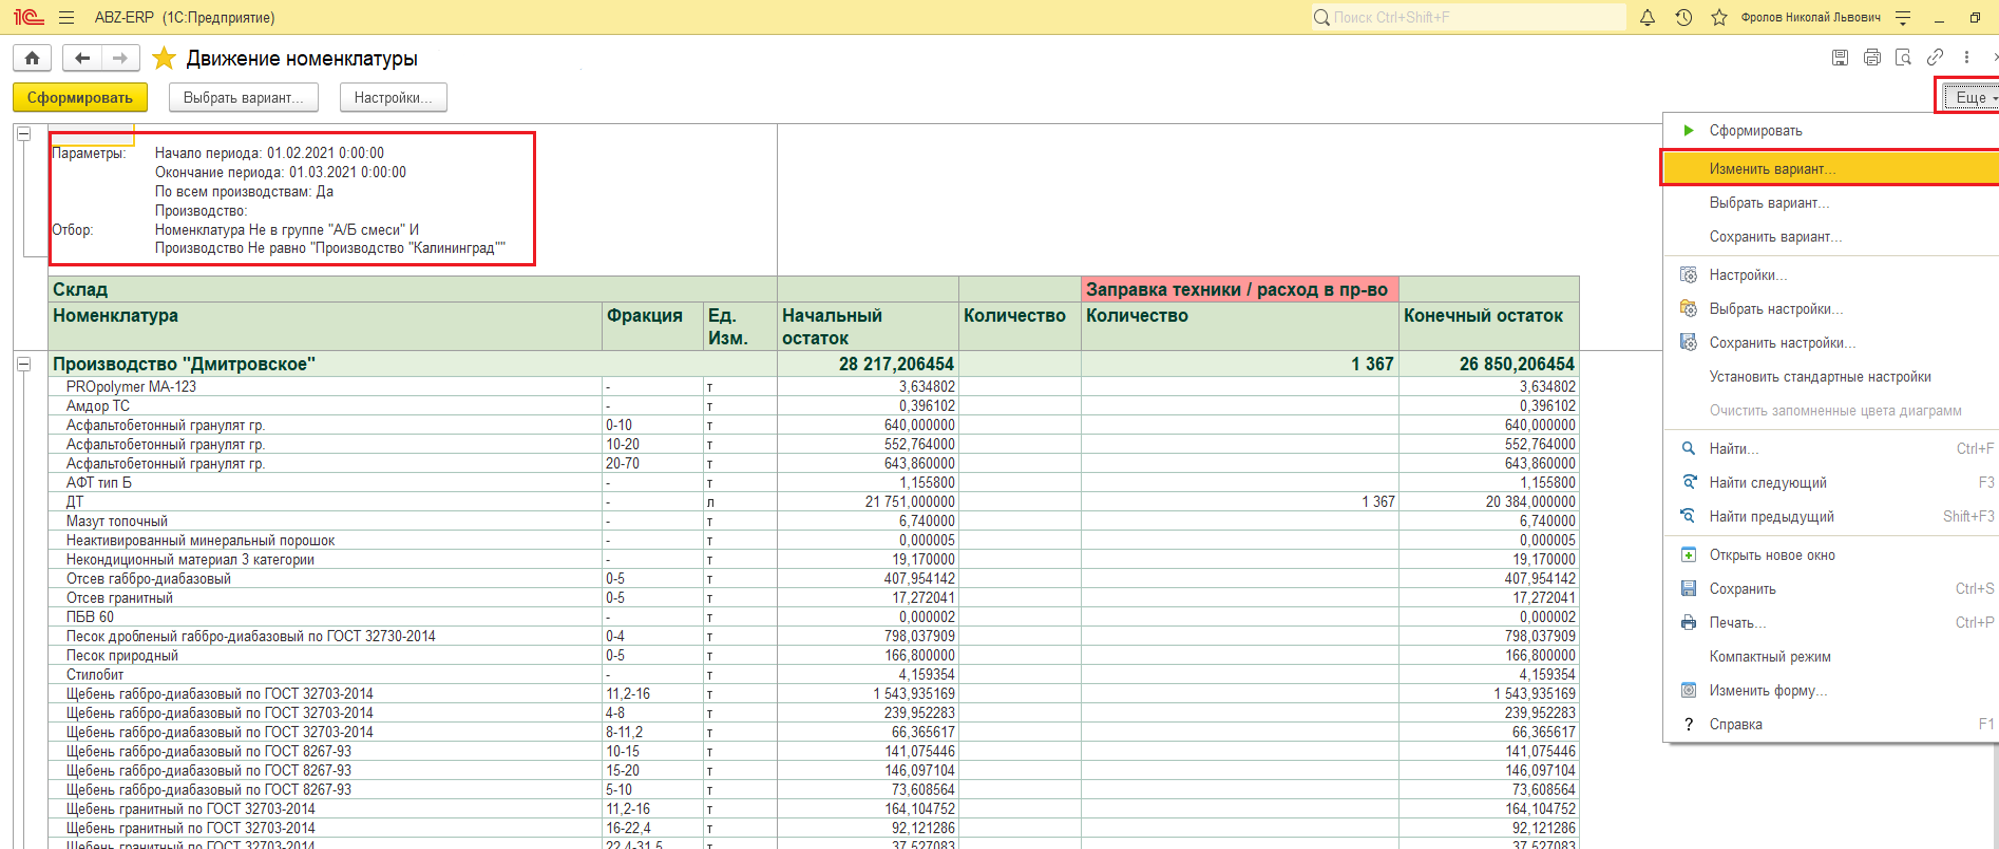 1С ABZ-ERP (1С:Предприятие) Поиск Ctrl+Shift+F Фролов Николай Львович
Движение номенклатуры
Сформировать Выбрать вариант... Настройки... Еще
Параметры: Начало периода: 01.02.2021 0:00:00
Окончание периода: 01.03.2021 0:00:00
По всем производствам: Да
Производство:
Отбор: Номенклатура Не в группе "А/Б смеси" И
Производство Не равно "Производство "Калининград""
Склад Заправка техники / расход в пр-во
Номенклатура Фракция Ед. Изм. Начальный остаток Количество Количество Конечный остаток
Производство "Дмитровское" 28 217,206454 1 367 26 850,206454
PROpolymer MA-123 - т 3,634802 3,634802
Амдор ТС - т 0,396102 0,396102
Асфальтобетонный гранулят гр. 0-10 т 640,000000 640,000000
Асфальтобетонный гранулят гр. 10-20 т 552,764000 552,764000
Асфальтобетонный гранулят гр. 20-70 т 643,860000 643,860000
АФТ тип Б - т 1,155800 1,155800
ДТ - л 21 751,000000 1 367 20 384,000000
Мазут топочный - т 6,740000 6,740000
Неактивированный минеральный порошок - т 0,000005 0,000005
Некондиционный материал 3 категории - т 19,170000 19,170000
Отсев габбро-диабазовый 0-5 т 407,954142 407,954142
Отсев гранитный 0-5 т 17,272041 17,272041
ПБВ 60 - т 0,000002 0,000002
Песок дробленый габбро-диабазовый по ГОСТ 32730-2014 0-4 т 798,037909 798,037909
Песок природный 0-5 т 166,800000 166,800000
Стилобит - т 4,159354 4,159354
Щебень габбро-диабазовый по ГОСТ 32703-2014 11,2-16 т 1 543,935169 1 543,935169
Щебень габбро-диабазовый по ГОСТ 32703-2014 4-8 т 239,952283 239,952283
Щебень габбро-диабазовый по ГОСТ 32703-2014 8-11,2 т 66,365617 66,365617
Щебень габбро-диабазовый по ГОСТ 8267-93 10-15 т 141,075446 141,075446
Щебень габбро-диабазовый по ГОСТ 8267-93 15-20 т 146,097104 146,097104
Щебень габбро-диабазовый по ГОСТ 8267-93 5-10 т 73,608564 73,608564
Щебень гранитный по ГОСТ 32703-2014 11,2-16 т 164,104752 164,104752
Щебень гранитный по ГОСТ 32703-2014 16-22,4 т 92,121286 92,121286
Щебень гранитный по ГОСТ 32703-2014 22,4-31,5 т 37,527083 37,527083
Сформировать
Изменить вариант...
Выбрать вариант...
Сохранить вариант...
Настройки...
Выбрать настройки...
Сохранить настройки...
Установить стандартные настройки
Очистить запомненные цвета диаграмм
Найти... Ctrl+F
Найти следующий F3
Найти предыдущий Shift+F3
Открыть новое окно
Сохранить Ctrl+S
Печать... Ctrl+P
Компактный режим
Изменить форму...
Справка F1